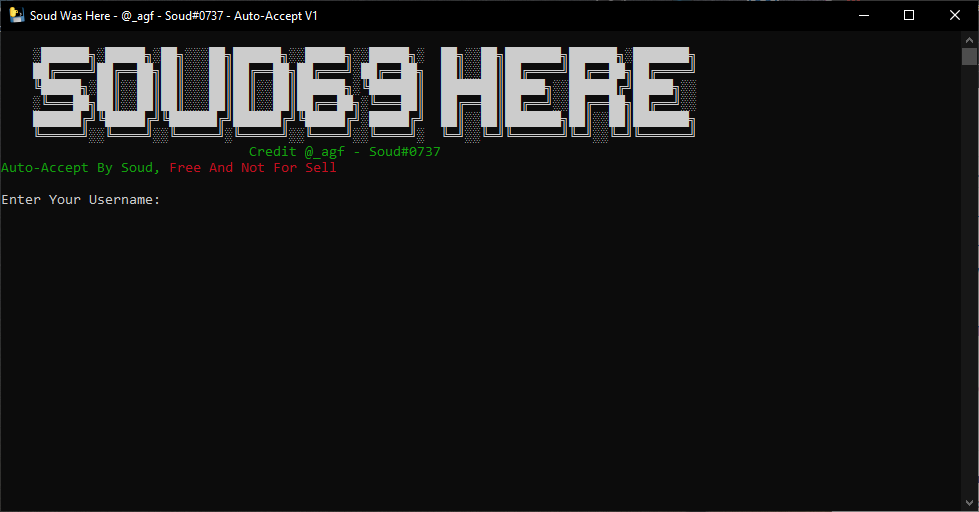 Soud Was Here - @_agf - Soud#0737 - Auto-Accept V1
SOUD69 HERE
Credit @_agf - Soud#0737
Auto-Accept By Soud, Free And Not For Sell
Enter Your Username: